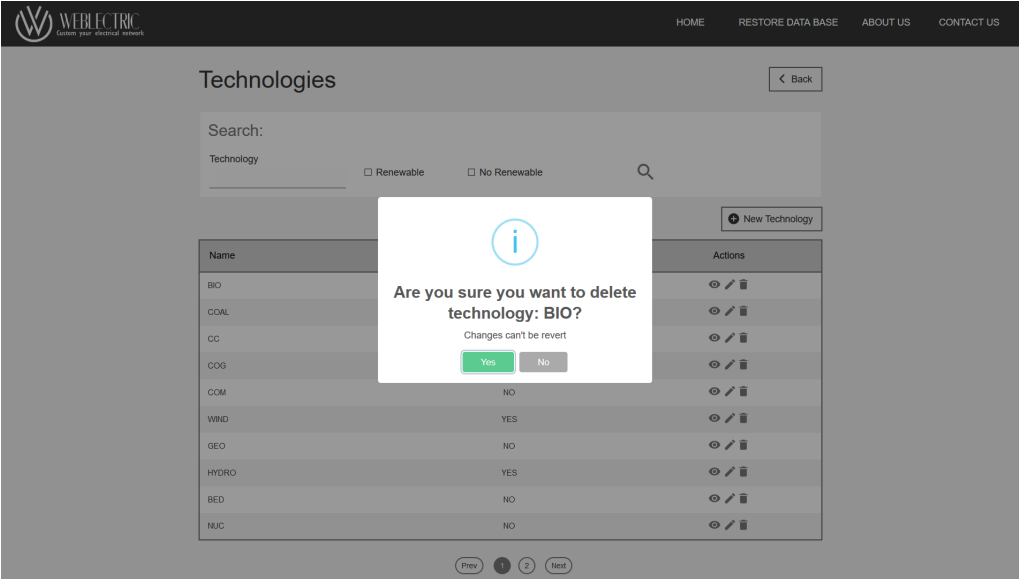 WEBLECTRIC
Custom your electrical network
HOME RESTORE DATA BASE ABOUT US CONTACT US
Technologies
Back
Search:
Technology
Renewable No Renewable
New Technology
Name Actions
i
Are you sure you want to delete
technology: BIO?
Changes can't be revert
Yes No
BIO
COAL
CC
COG
COM NO
WIND YES
GEO NO
HYDRO YES
BED NO
NUC NO
Prev 1 2 Next